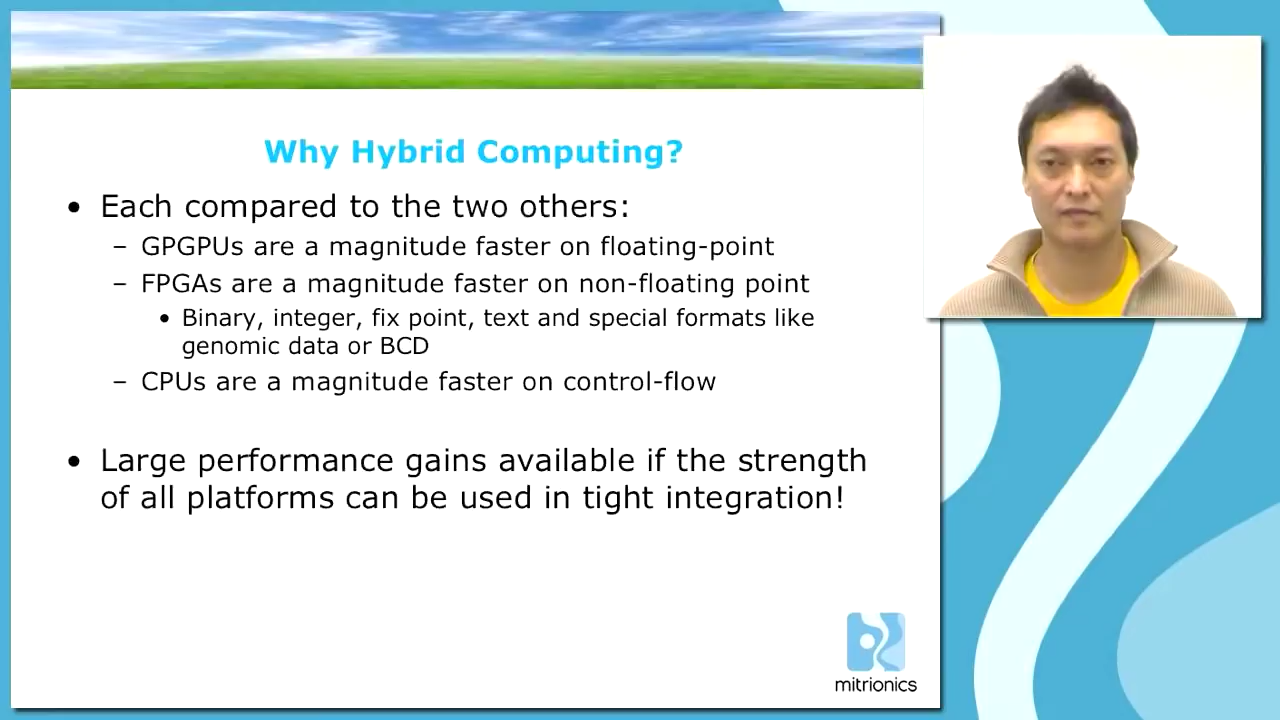 Why Hybrid Computing?
• Each compared to the two others:
– GPGPUs are a magnitude faster on floating-point
– FPGAs are a magnitude faster on non-floating point
• Binary, integer, fix point, text and special formats like
genomic data or BCD
– CPUs are a magnitude faster on control-flow
• Large performance gains available if the strength
of all platforms can be used in tight integration!
mitrionics